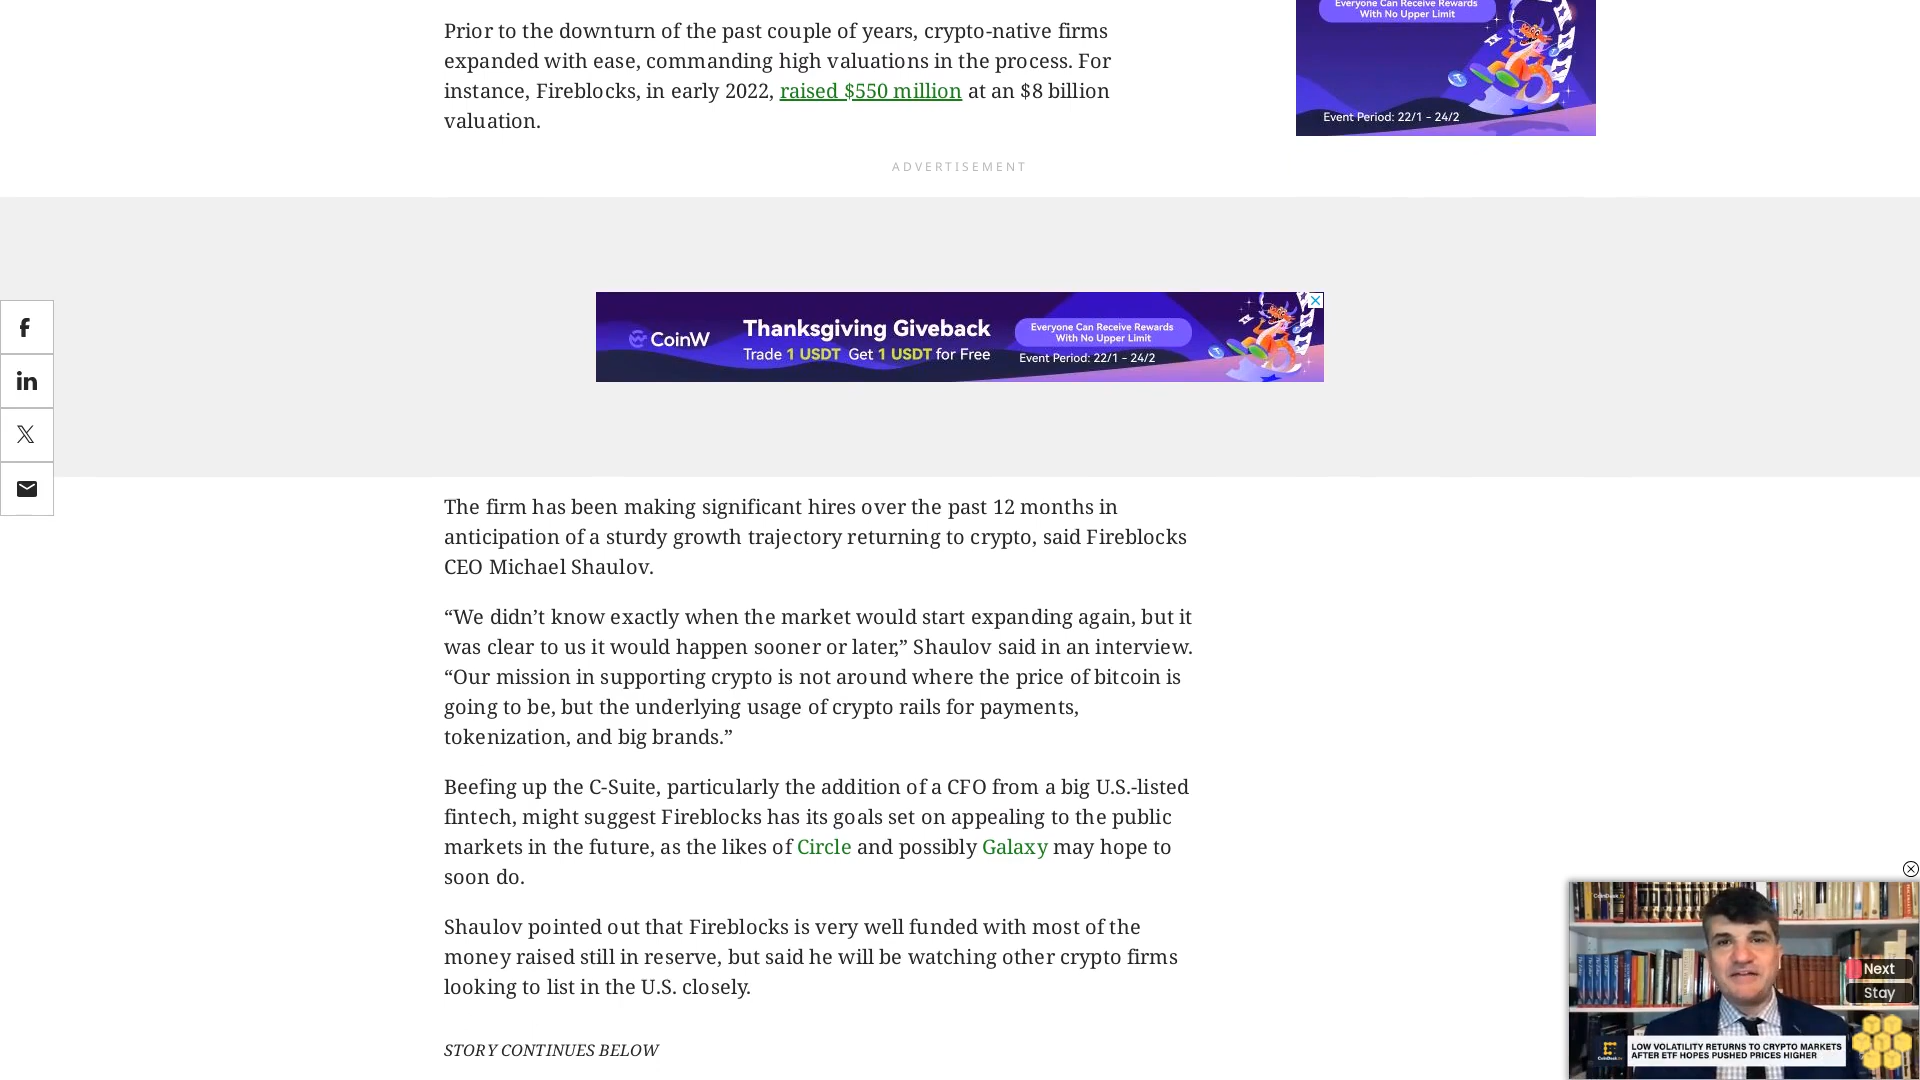 Prior to the downturn of the past couple of years, crypto-native firms
expanded with ease, commanding high valuations in the process. For
instance, Fireblocks, in early 2022, raised $550 million at an $8 billion
valuation.
Everyone Can Receive Rewards
With No Upper Limit
Event Period: 22/1 - 24/2
ADVERTISEMENT
CoinW
Thanksgiving Giveback
Trade 1 USDT Get 1 USDT for Free
Everyone Can Receive Rewards
With No Upper Limit
Event Period: 22/1 - 24/2
The firm has been making significant hires over the past 12 months in
anticipation of a sturdy growth trajectory returning to crypto, said Fireblocks
CEO Michael Shaulov.
“We didn’t know exactly when the market would start expanding again, but it
was clear to us it would happen sooner or later,” Shaulov said in an interview.
“Our mission in supporting crypto is not around where the price of bitcoin is
going to be, but the underlying usage of crypto rails for payments,
tokenization, and big brands.”
Beefing up the C-Suite, particularly the addition of a CFO from a big U.S.-listed
fintech, might suggest Fireblocks has its goals set on appealing to the public
markets in the future, as the likes of Circle and possibly Galaxy may hope to
soon do.
Shaulov pointed out that Fireblocks is very well funded with most of the
money raised still in reserve, but said he will be watching other crypto firms
looking to list in the U.S. closely.
STORY CONTINUES BELOW
Next
Stay
LOW VOLATILITY RETURNS TO CRYPTO MARKETS
AFTER ETF HOPES PUSHED PRICES HIGHER